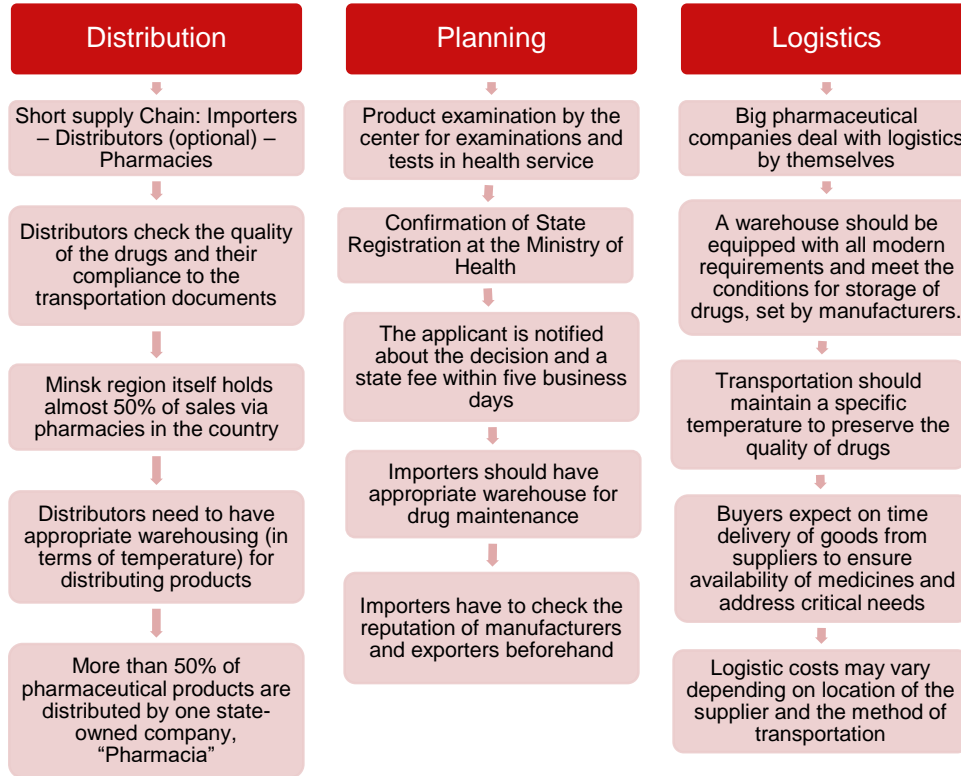 Distribution
Short supply Chain: Importers
– Distributors (optional) –
Pharmacies
Distributors check the quality
of the drugs and their
compliance to the
transportation documents
Minsk region itself holds
almost 50% of sales via
pharmacies in the country
Distributors need to have
appropriate warehousing (in
terms of temperature) for
distributing products
More than 50% of
pharmaceutical products are
distributed by one state-
owned company,
“Pharmacia”
Planning
Product examination by the
center for examinations and
tests in health service
Confirmation of State
Registration at the Ministry of
Health
The applicant is notified
about the decision and a
state fee within five business
days
Importers should have
appropriate warehouse for
drug maintenance
Importers have to check the
reputation of manufacturers
and exporters beforehand
Logistics
Big pharmaceutical
companies deal with logistics
by themselves
A warehouse should be
equipped with all modern
requirements and meet the
conditions for storage of
drugs, set by manufacturers.
Transportation should
maintain a specific
temperature to preserve the
quality of drugs
Buyers expect on time
delivery of goods from
suppliers to ensure
availability of medicines and
address critical needs
Logistic costs may vary
depending on location of the
supplier and the method of
transportation